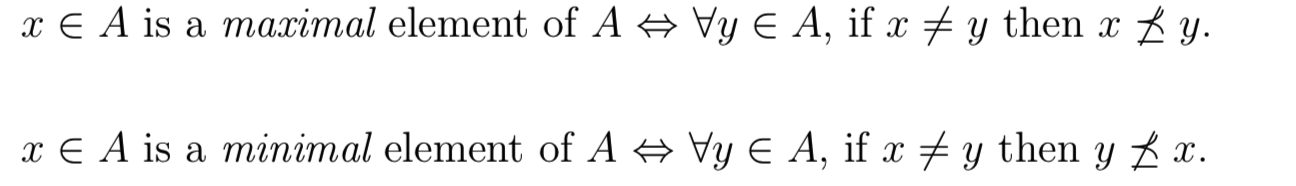 x ∈ A is a maximal element of A ⇔ ∀y ∈ A, if x ≠ y then x ⪯̸ y.
x ∈ A is a minimal element of A ⇔ ∀y ∈ A, if x ≠ y then y ⪯̸ x.